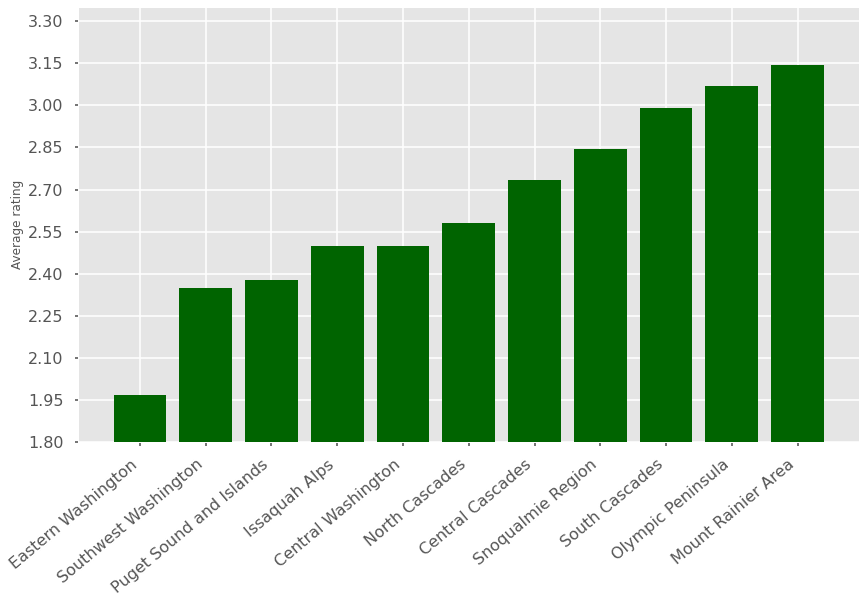 3.30
3.15
3.00
2.85
2.70
2.55
2.40
2.25
2.10
1.95
1.80
Average rating
Eastern Washington
Southwest Washington
Puget Sound and Islands
Issaquah Alps
Central Washington
North Cascades
Central Cascades
Snoqualmie Region
South Cascades
Olympic Peninsula
Mount Rainier Area